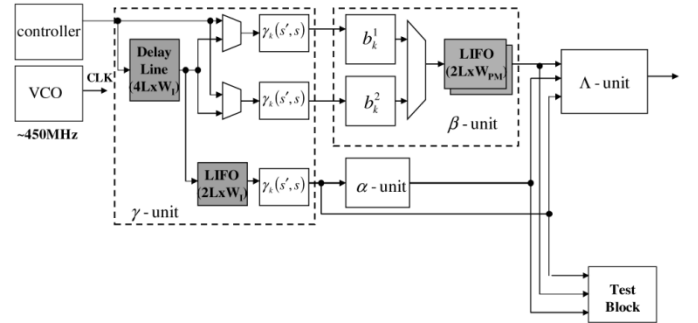 controller
VCO
CLK
~450MHz
Delay
Line
(4LxW_I)
γ_k(s′,s)
γ_k(s′,s)
LIFO
(2LxW_I)
γ_k(s′,s)
γ - unit
b_k^1
b_k^2
LIFO
(2LxW_PM)
β - unit
α - unit
Λ - unit
Test
Block